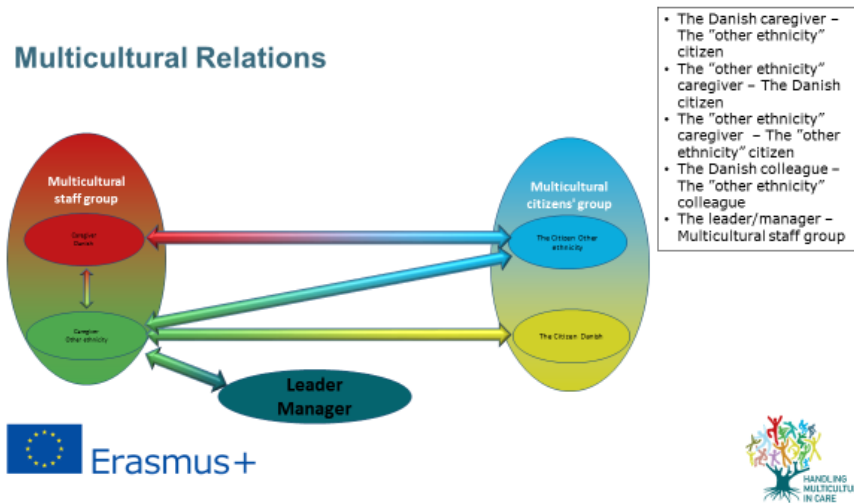 Multicultural Relations
• The Danish caregiver –
The "other ethnicity"
citizen
• The "other ethnicity"
caregiver – The Danish
citizen
• The "other ethnicity"
caregiver – The "other
ethnicity" citizen
• The Danish colleague –
The "other ethnicity"
colleague
• The leader/manager –
Multicultural staff group
Multicultural
staff group
Caregiver
Danish
Caregiver
Other ethnicity
Multicultural
citizens' group
The Citizen Other
ethnicity
The Citizen Danish
Leader
Manager
Erasmus+
HANDLING
MULTICULTU
IN CARE